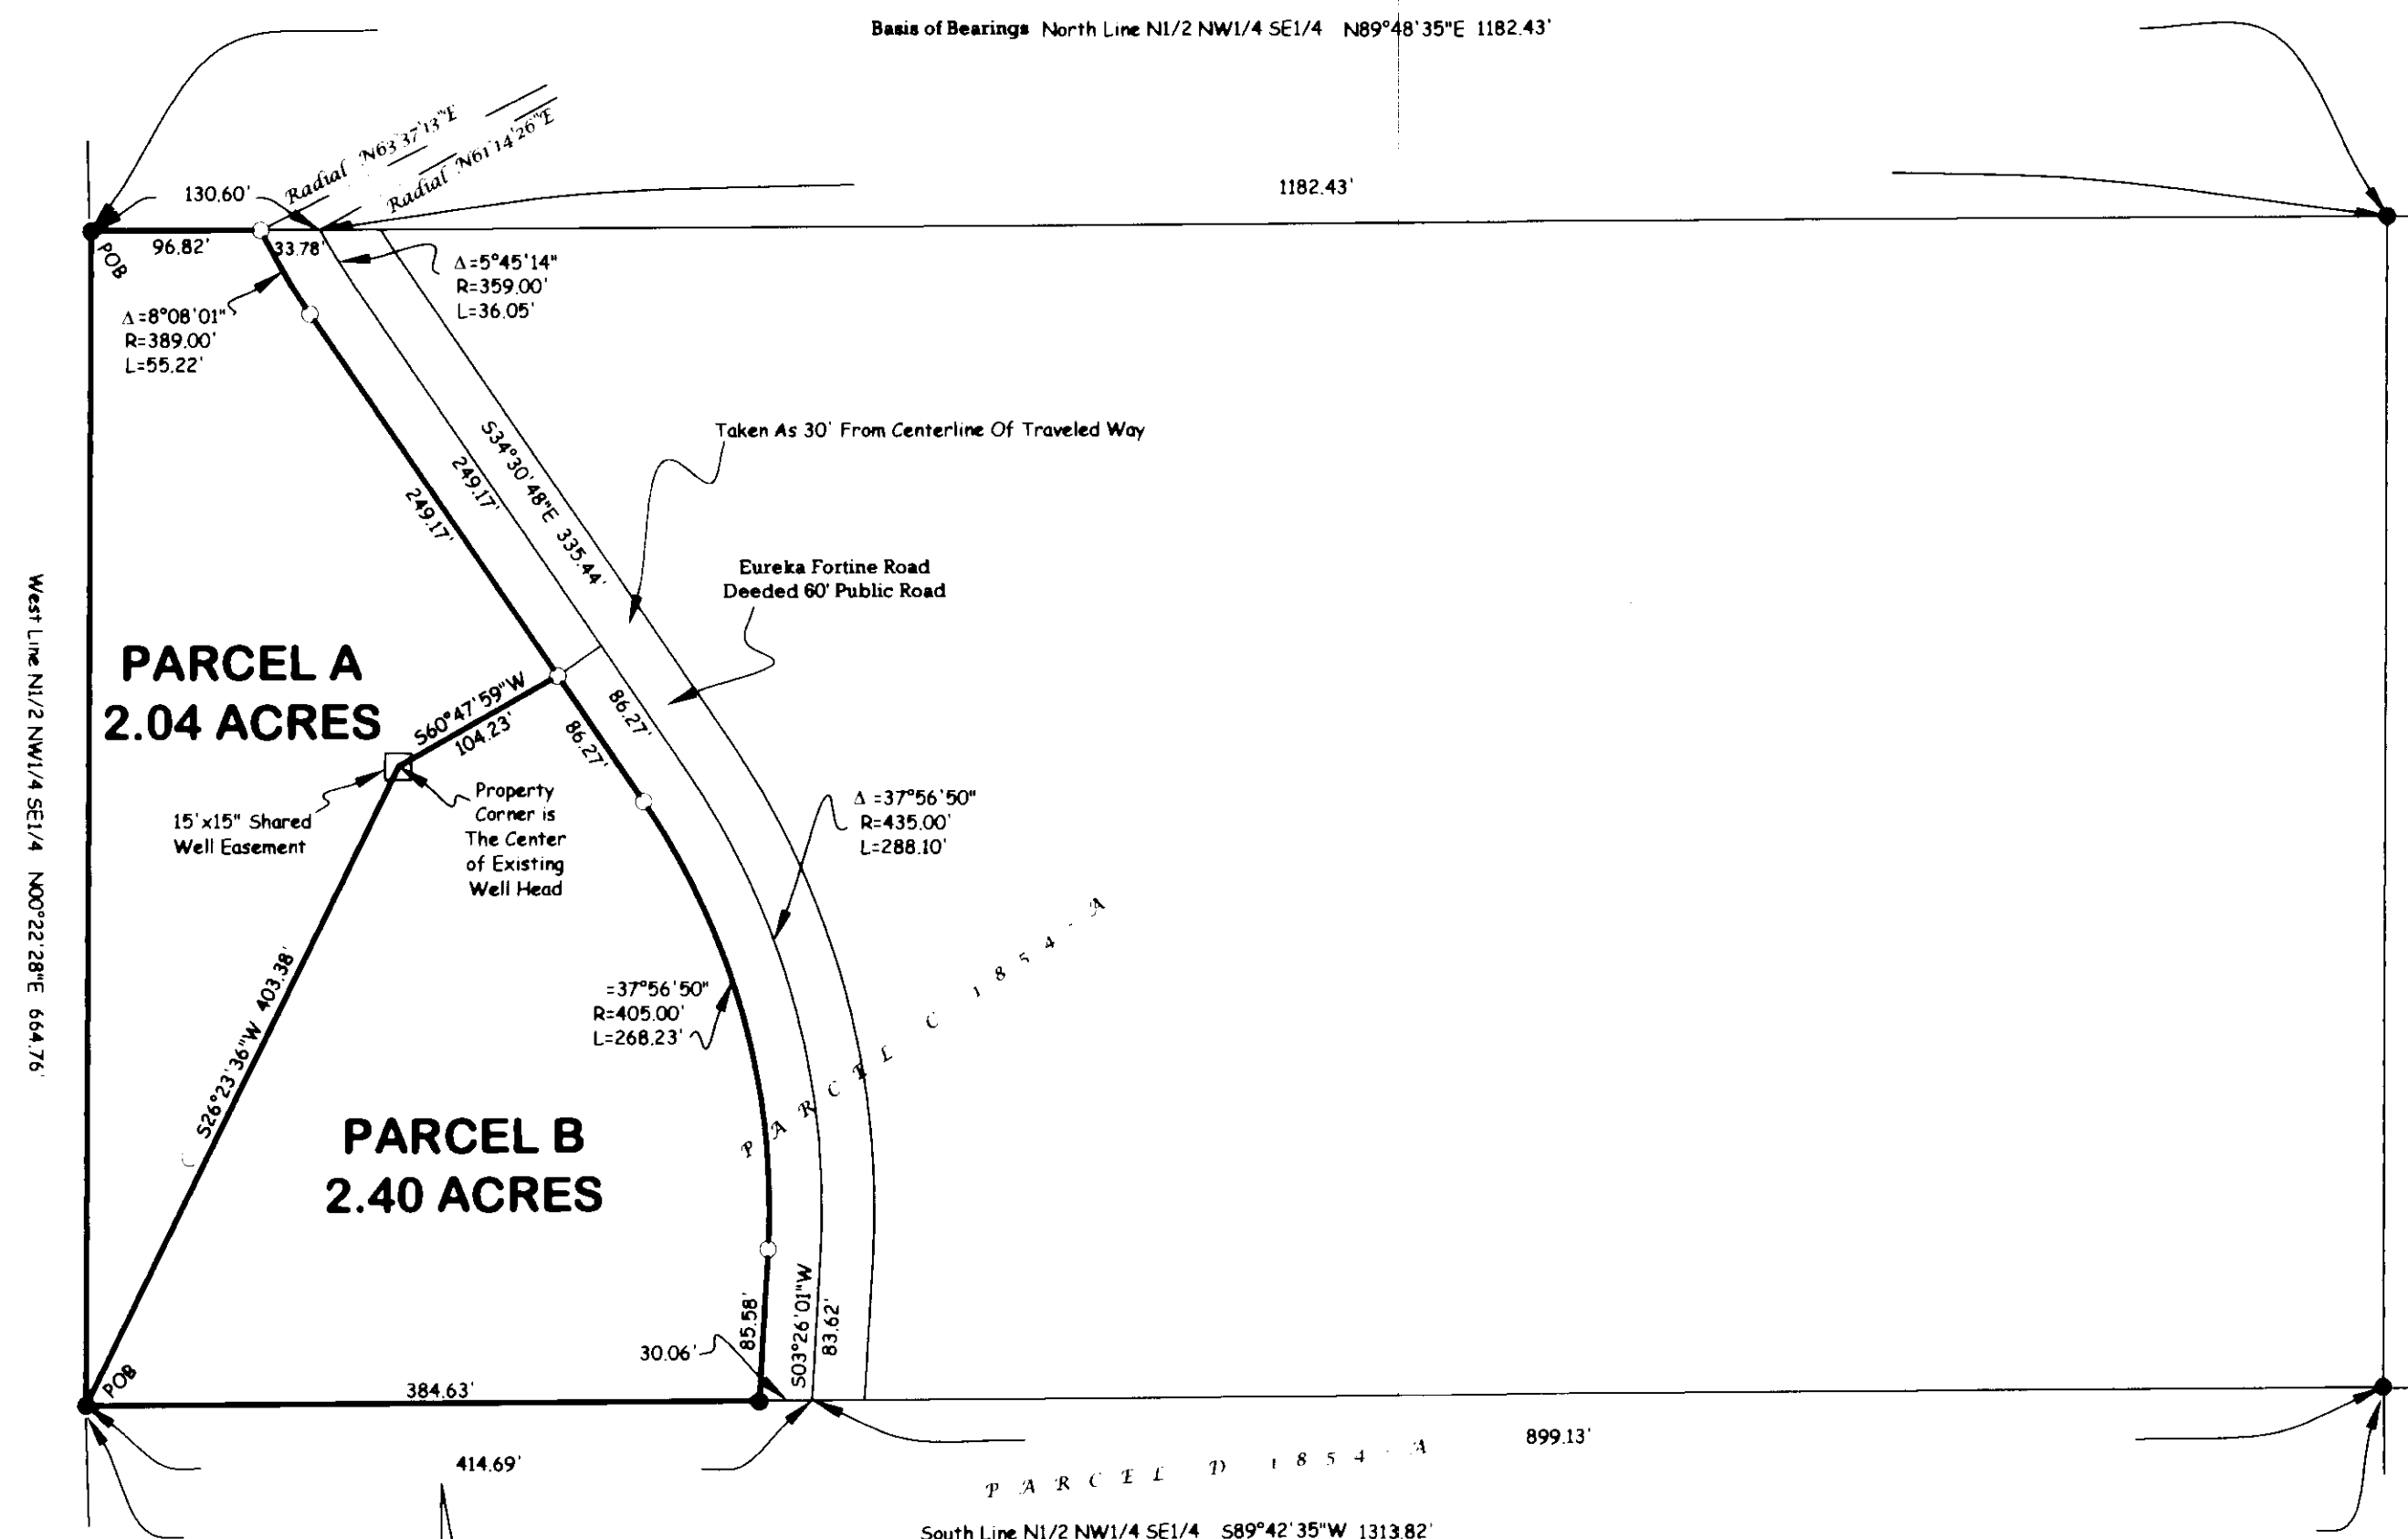 Basis of Bearings North Line N1/2 NW1/4 SE1/4 N89°48'35"E 1182.43'
Radial N63°37'13"E
Radial N61°14'26"E
130.60'
1182.43'
96.82'
33.78'
POB
Δ=5°45'14"
R=359.00'
L=36.05'
Δ=8°08'01"
R=389.00'
L=55.22'
S34°30'48"E 335.44'
249.17'
249.17'
Taken As 30' From Centerline Of Traveled Way
Eureka Fortine Road
Deeded 60' Public Road
West Line N1/2 NW1/4 SE1/4 N00°22'28"E 664.76'
PARCEL A
2.04 ACRES
S60°47'59"W
104.23'
86.27'
86.27'
15'x15" Shared
Well Easement
Property
Corner is
The Center
of Existing
Well Head
Δ =37°56'50"
R=435.00'
L=288.10'
PARCEL C 1854-A
=37°56'50"
R=405.00'
L=268.23'
S26°23'36"W 403.38'
PARCEL B
2.40 ACRES
85.58'
S03°26'01"W
83.62'
30.06'
POB
384.63'
414.69'
899.13'
PARCEL D 1854-A
South Line N1/2 NW1/4 SE1/4 S89°42'35"W 1313.82'